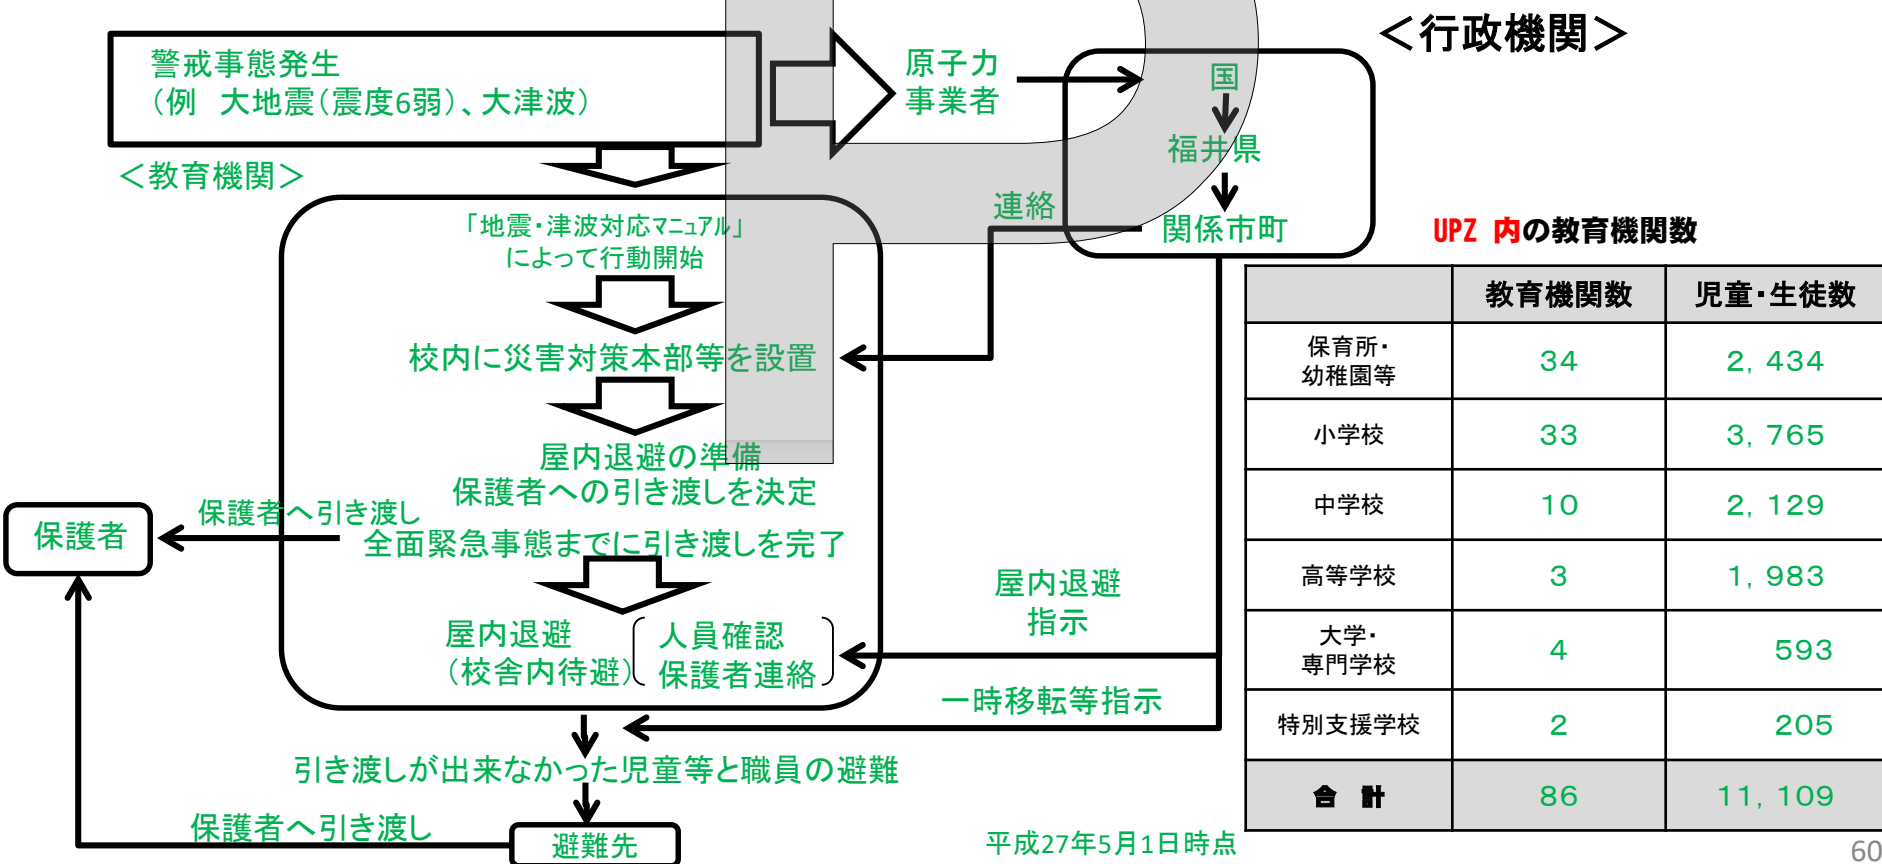 ＜行政機関＞
警戒事態発生
（例　大地震（震度6弱）、大津波）
原子力
事業者
国
福井県
関係市町
連絡
＜教育機関＞
「地震・津波対応マニュアル」
によって行動開始
校内に災害対策本部等を設置
屋内退避の準備
保護者への引き渡しを決定
全面緊急事態までに引き渡しを完了
保護者へ引き渡し
保護者
屋内退避
（校舎内待避）
人員確認
保護者連絡
屋内退避
指示
一時移転等指示
引き渡しが出来なかった児童等と職員の避難
保護者へ引き渡し
避難先
平成27年5月1日時点
UPZ 内の教育機関数
教育機関数 児童・生徒数
保育所・
幼稚園等 34 2，434
小学校 33 3，765
中学校 10 2，129
高等学校 3 1，983
大学・
専門学校 4 593
特別支援学校 2 205
合　計 86 11，109
60